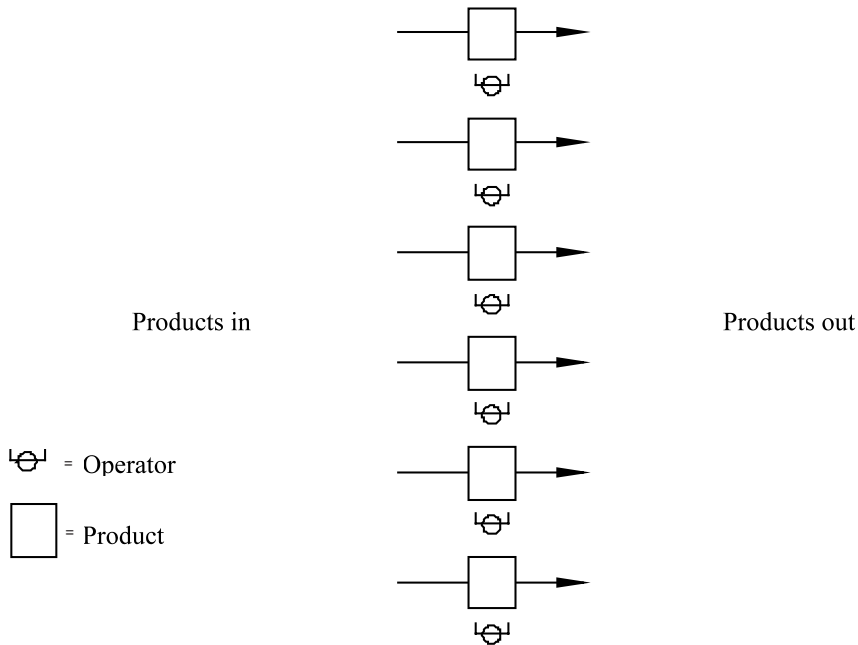 Products in
Products out
= Operator
= Product